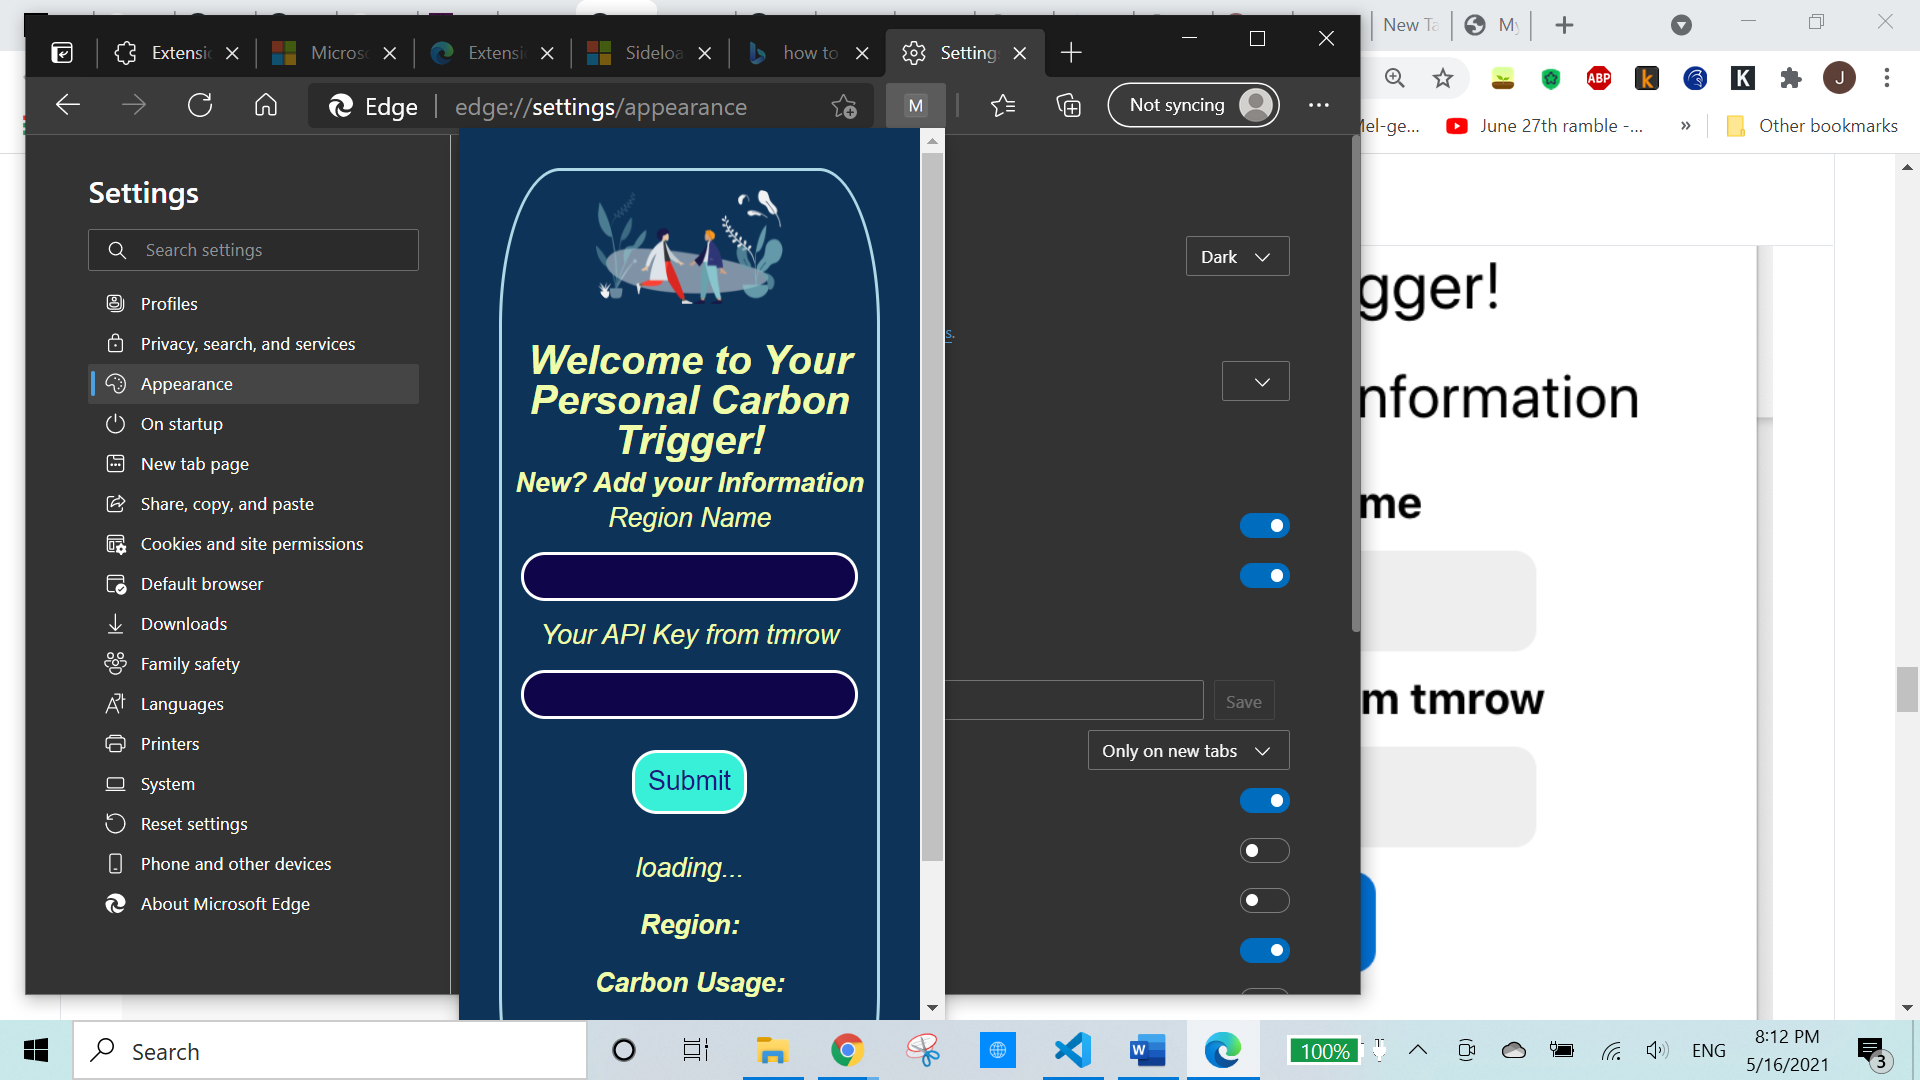 New Ta
My
Extensi
Micros
Extensi
Sideloa
how to
Setting
Edge
edge://settings/appearance
M
Not syncing
ABP
k
K
J
Mel-ge...
June 27th ramble -...
»
Other bookmarks
Settings
Search settings
Profiles
Privacy, search, and services
Appearance
On startup
New tab page
Share, copy, and paste
Cookies and site permissions
Default browser
Downloads
Family safety
Languages
Printers
System
Reset settings
Phone and other devices
About Microsoft Edge
Welcome to Your
Personal Carbon
Trigger!
New? Add your Information
Region Name
Your API Key from tmrow
Submit
loading...
Region:
Carbon Usage:
Dark
s.
Save
Only on new tabs
gger!
nformation
me
m tmrow
Search
W
100%
ENG
8:12 PM
5/16/2021
3